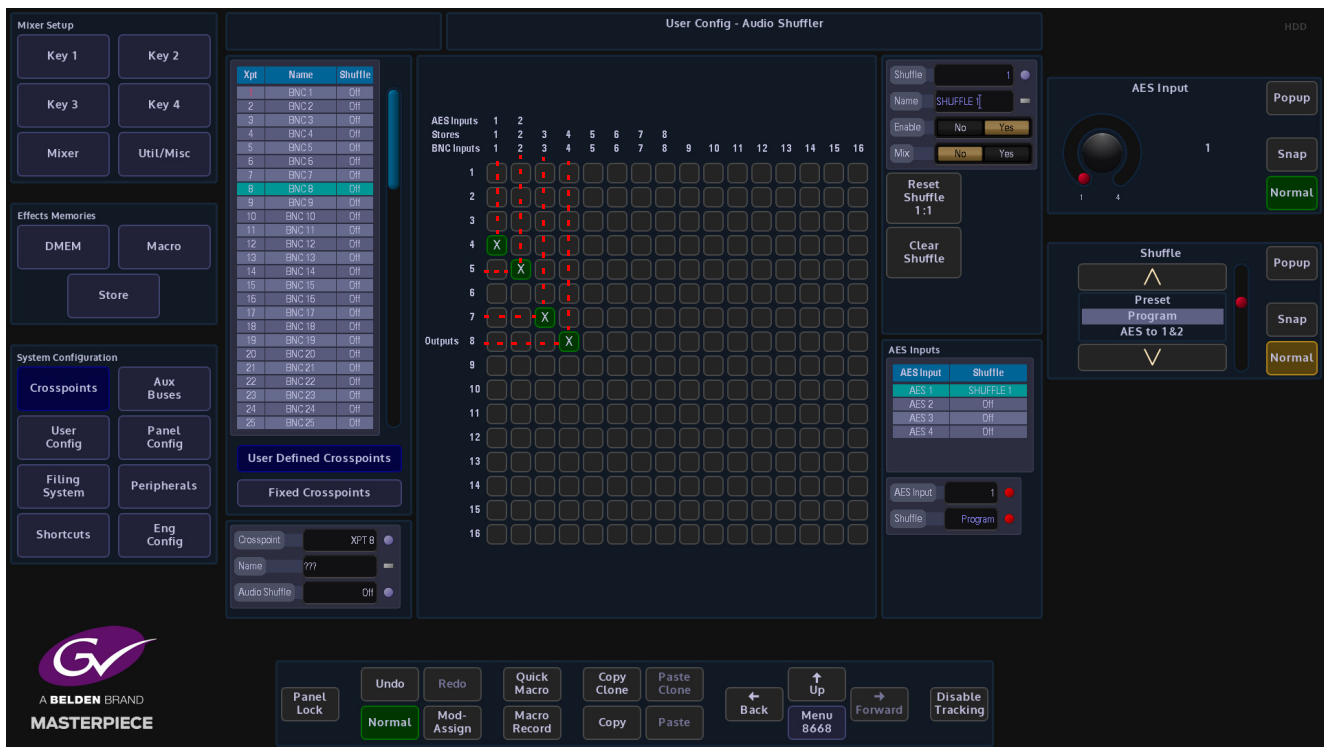 User Config - Audio Shuffler
HDD
Mixer Setup
Key 1
Key 2
Key 3
Key 4
Mixer
Util/Misc
Effects Memories
DMEM
Macro
Store
System Configuration
Crosspoints
Aux
Buses
User
Config
Panel
Config
Filing
System
Peripherals
Shortcuts
Eng
Config
GV
A BELDEN BRAND
MASTERPIECE
Xpt Name Shuffle
1 BNC 1 Off
2 BNC 2 Off
3 BNC 3 Off
4 BNC 4 Off
5 BNC 5 Off
6 BNC 6 Off
7 BNC 7 Off
8 BNC 8 Off
9 BNC 9 Off
10 BNC 10 Off
11 BNC 11 Off
12 BNC 12 Off
13 BNC 13 Off
14 BNC 14 Off
15 BNC 15 Off
16 BNC 16 Off
17 BNC 17 Off
18 BNC 18 Off
19 BNC 19 Off
20 BNC 20 Off
21 BNC 21 Off
22 BNC 22 Off
23 BNC 23 Off
24 BNC 24 Off
25 BNC 25 Off
User Defined Crosspoints
Fixed Crosspoints
Crosspoint XPT 8
Name ???
Audio Shuffle Off
AES Inputs 1 2
Stores 1 2 3 4 5 6 7 8
BNC Inputs 1 2 3 4 5 6 7 8 9 10 11 12 13 14 15 16
1
2
3
4 X
5 X
6
7 X
Outputs 8 X
9
10
11
12
13
14
15
16
Shuffle 1
Name SHUFFLE 1
Enable No Yes
Mix No Yes
Reset
Shuffle
1:1
Clear
Shuffle
AES Inputs
AES Input Shuffle
AES 1 SHUFFLE 1
AES 2 Off
AES 3 Off
AES 4 Off
AES Input 1
Shuffle Program
AES Input
1
1 4
Popup
Snap
Normal
Shuffle
Preset
Program
AES to 1&2
Popup
Snap
Normal
Panel
Lock
Undo
Redo
Normal
Mod-
Assign
Quick
Macro
Macro
Record
Copy
Clone
Paste
Clone
Copy
Paste
Back
Up
Menu
8668
Forward
Disable
Tracking